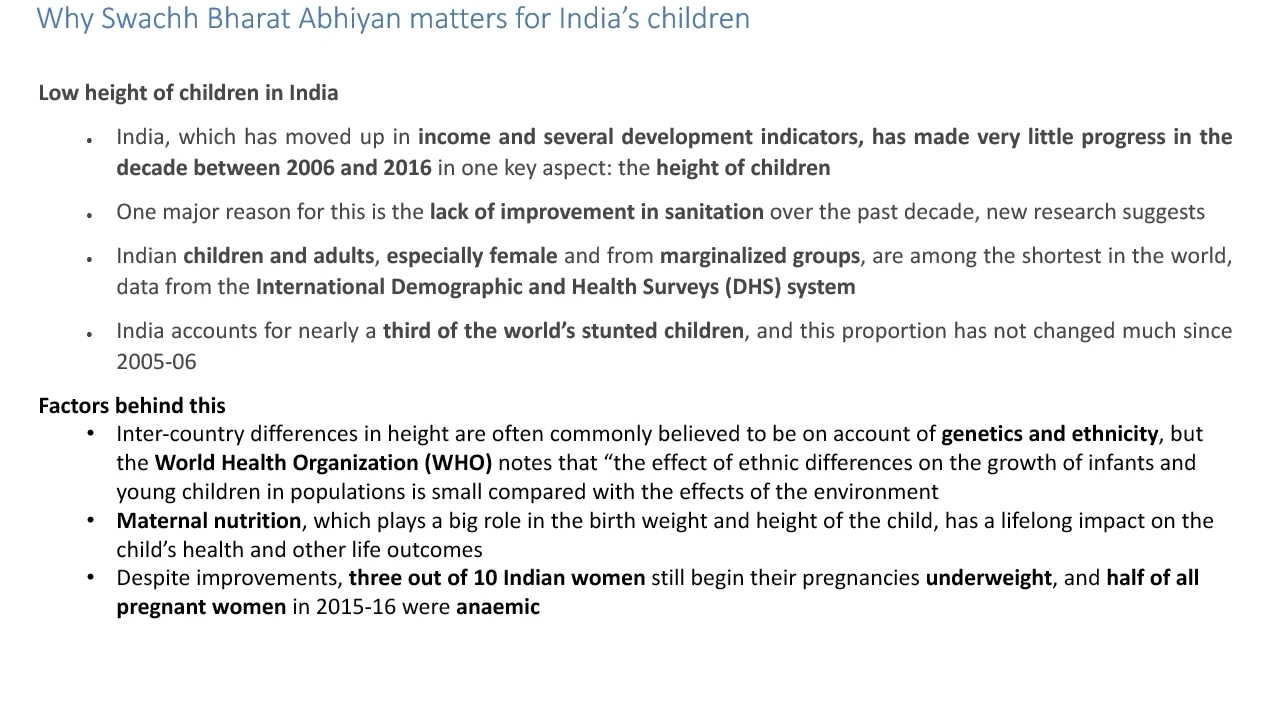 Why Swachh Bharat Abhiyan matters for India’s children
Low height of children in India
• India, which has moved up in income and several development indicators, has made very little progress in the
decade between 2006 and 2016 in one key aspect: the height of children
• One major reason for this is the lack of improvement in sanitation over the past decade, new research suggests
• Indian children and adults, especially female and from marginalized groups, are among the shortest in the world,
data from the International Demographic and Health Surveys (DHS) system
• India accounts for nearly a third of the world’s stunted children, and this proportion has not changed much since
2005-06
Factors behind this
• Inter-country differences in height are often commonly believed to be on account of genetics and ethnicity, but
the World Health Organization (WHO) notes that “the effect of ethnic differences on the growth of infants and
young children in populations is small compared with the effects of the environment
• Maternal nutrition, which plays a big role in the birth weight and height of the child, has a lifelong impact on the
child’s health and other life outcomes
• Despite improvements, three out of 10 Indian women still begin their pregnancies underweight, and half of all
pregnant women in 2015-16 were anaemic